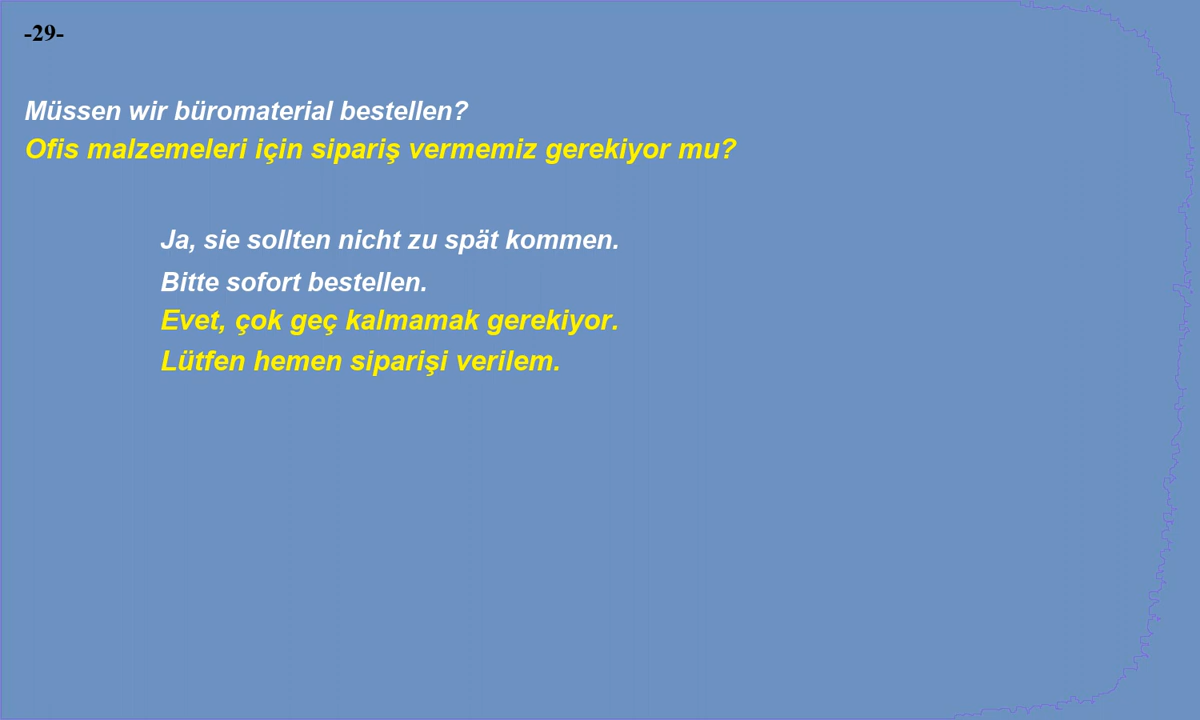 -29-
Müssen wir büromaterial bestellen?
Ofis malzemeleri için sipariş vermemiz gerekiyor mu?
Ja, sie sollten nicht zu spät kommen.
Bitte sofort bestellen.
Evet, çok geç kalmamak gerekiyor.
Lütfen hemen siparişi verilem.